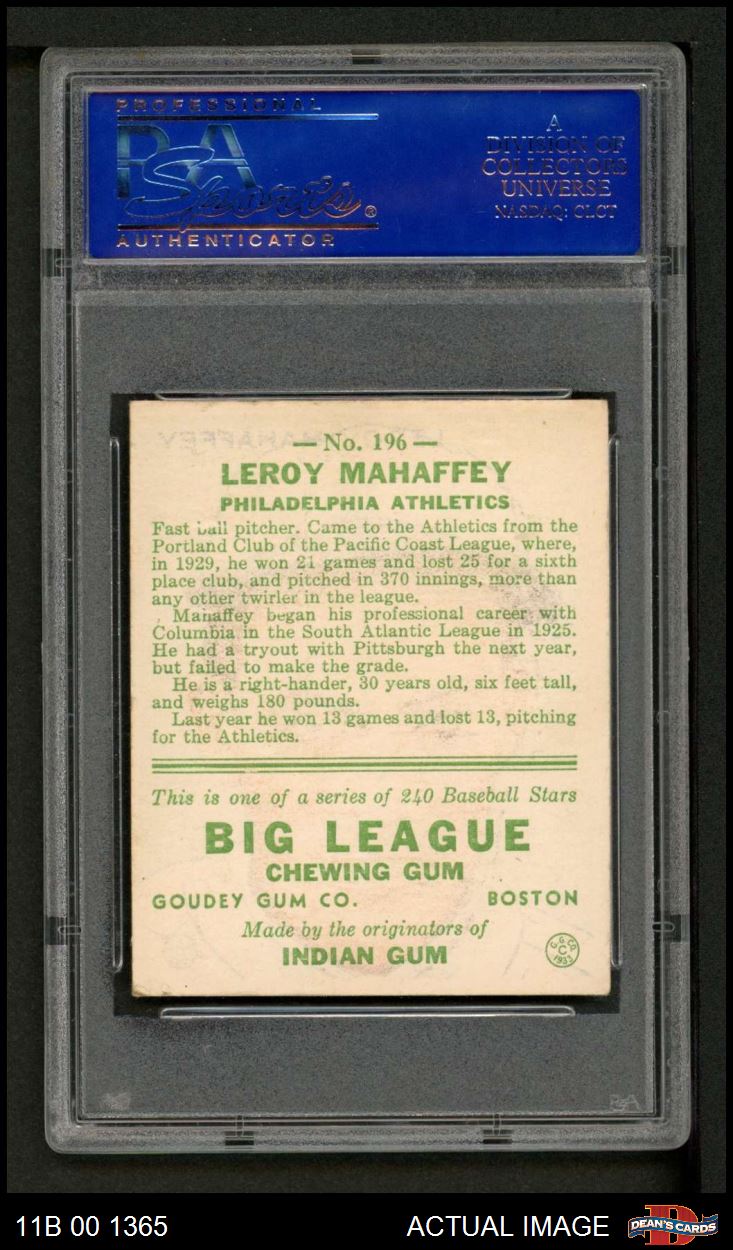 PROFESSIONAL
PSA
Sports®
AUTHENTICATOR
A
DIVISION OF
COLLECTORS
UNIVERSE
NASDAQ: CLCT
— No. 196 —
LEROY MAHAFFEY
PHILADELPHIA ATHLETICS
Fast ball pitcher. Came to the Athletics from the
Portland Club of the Pacific Coast League, where,
in 1929, he won 21 games and lost 25 for a sixth
place club, and pitched in 370 innings, more than
any other twirler in the league.
Mahaffey began his professional career with
Columbia in the South Atlantic League in 1925.
He had a tryout with Pittsburgh the next year,
but failed to make the grade.
He is a right-hander, 30 years old, six feet tall,
and weighs 180 pounds.
Last year he won 13 games and lost 13, pitching
for the Athletics.
This is one of a series of 240 Baseball Stars
BIG LEAGUE
CHEWING GUM
GOUDEY GUM CO. BOSTON
Made by the originators of
INDIAN GUM
G.G.CO.
C
1933
PSA
11B 00 1365 ACTUAL IMAGE
DEAN'S CARDS